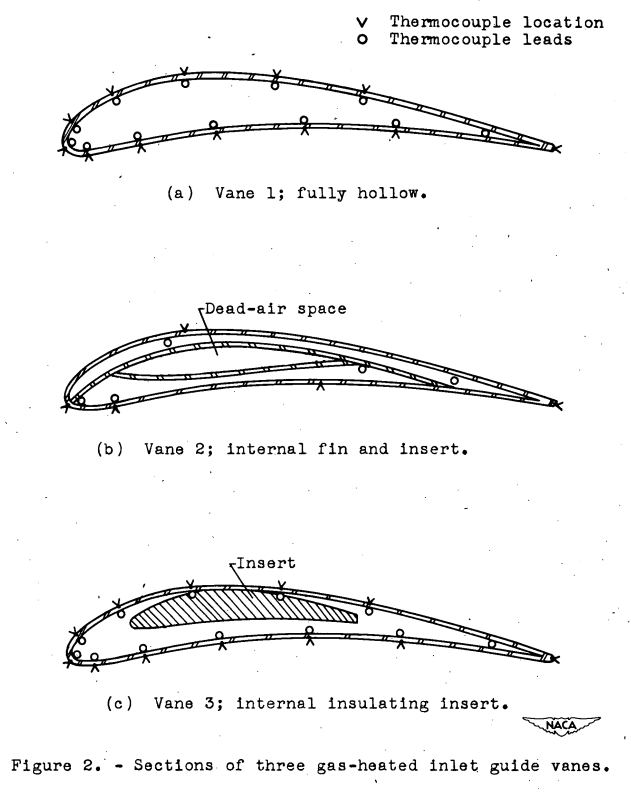 v Thermocouple location
o Thermocouple leads
(a) Vane 1; fully hollow.
Dead-air space
(b) Vane 2; internal fin and insert.
Insert
(c) Vane 3; internal insulating insert.
NACA
Figure 2. - Sections of three gas-heated inlet guide vanes.